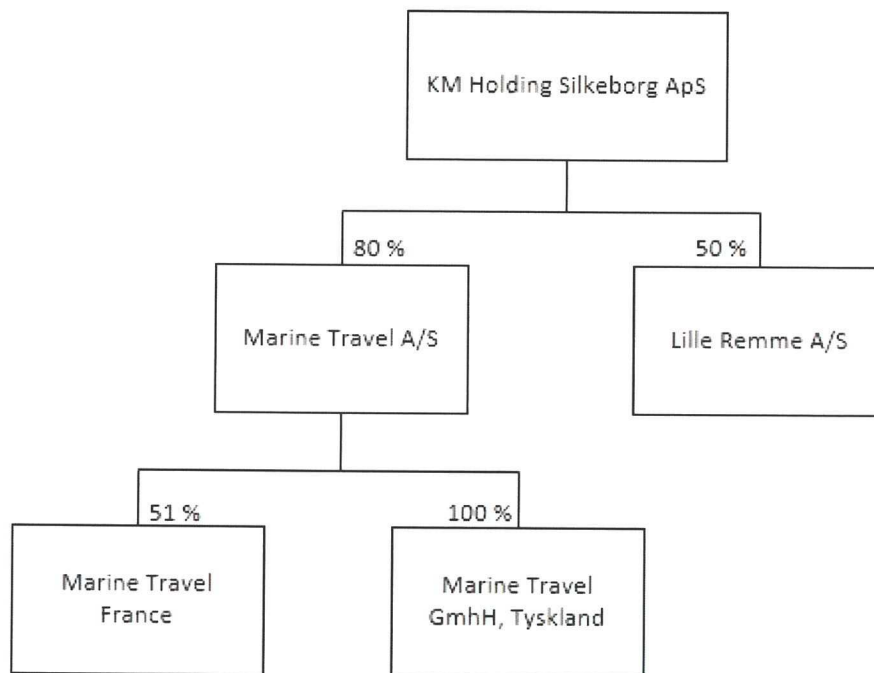 KM Holding Silkeborg ApS
80 %
50 %
Marine Travel A/S
Lille Remme A/S
51 %
100 %
Marine Travel
France
Marine Travel
GmhH, Tyskland